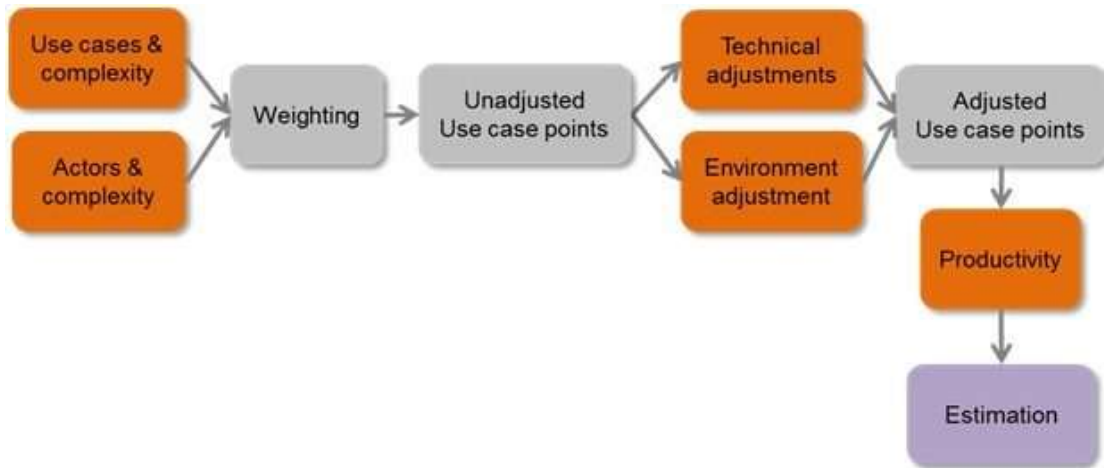 Use cases &
complexity
Actors &
complexity
Weighting
Unadjusted
Use case points
Technical
adjustments
Environment
adjustment
Adjusted
Use case points
Productivity
Estimation